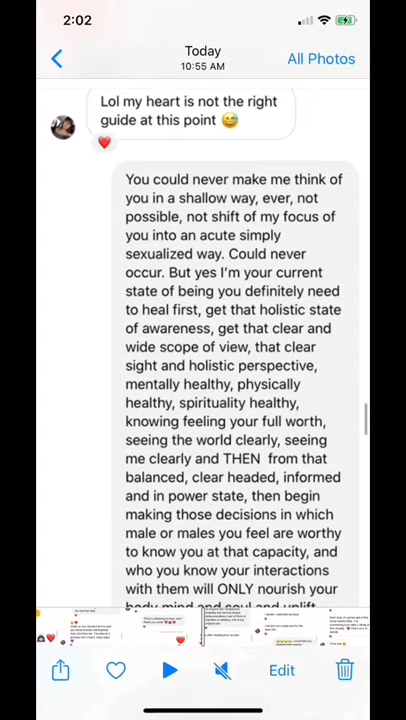 2:02
Today
10:55 AM
All Photos
Lol my heart is not the right
guide at this point 😅
You could never make me think of
you in a shallow way, ever, not
possible, not shift of my focus of
you into an acute simply
sexualized way. Could never
occur. But yes I'm your current
state of being you definitely need
to heal first, get that holistic state
of awareness, get that clear and
wide scope of view, that clear
sight and holistic perspective,
mentally healthy, physically
healthy, spirituality healthy,
knowing feeling your full worth,
seeing the world clearly, seeing
me clearly and THEN from that
balanced, clear headed, informed
and in power state, then begin
making those decisions in which
male or males you feel are worthy
to know you at that capacity, and
who you know your interactions
with them will ONLY nourish your
body mind and soul and uplift
Edit